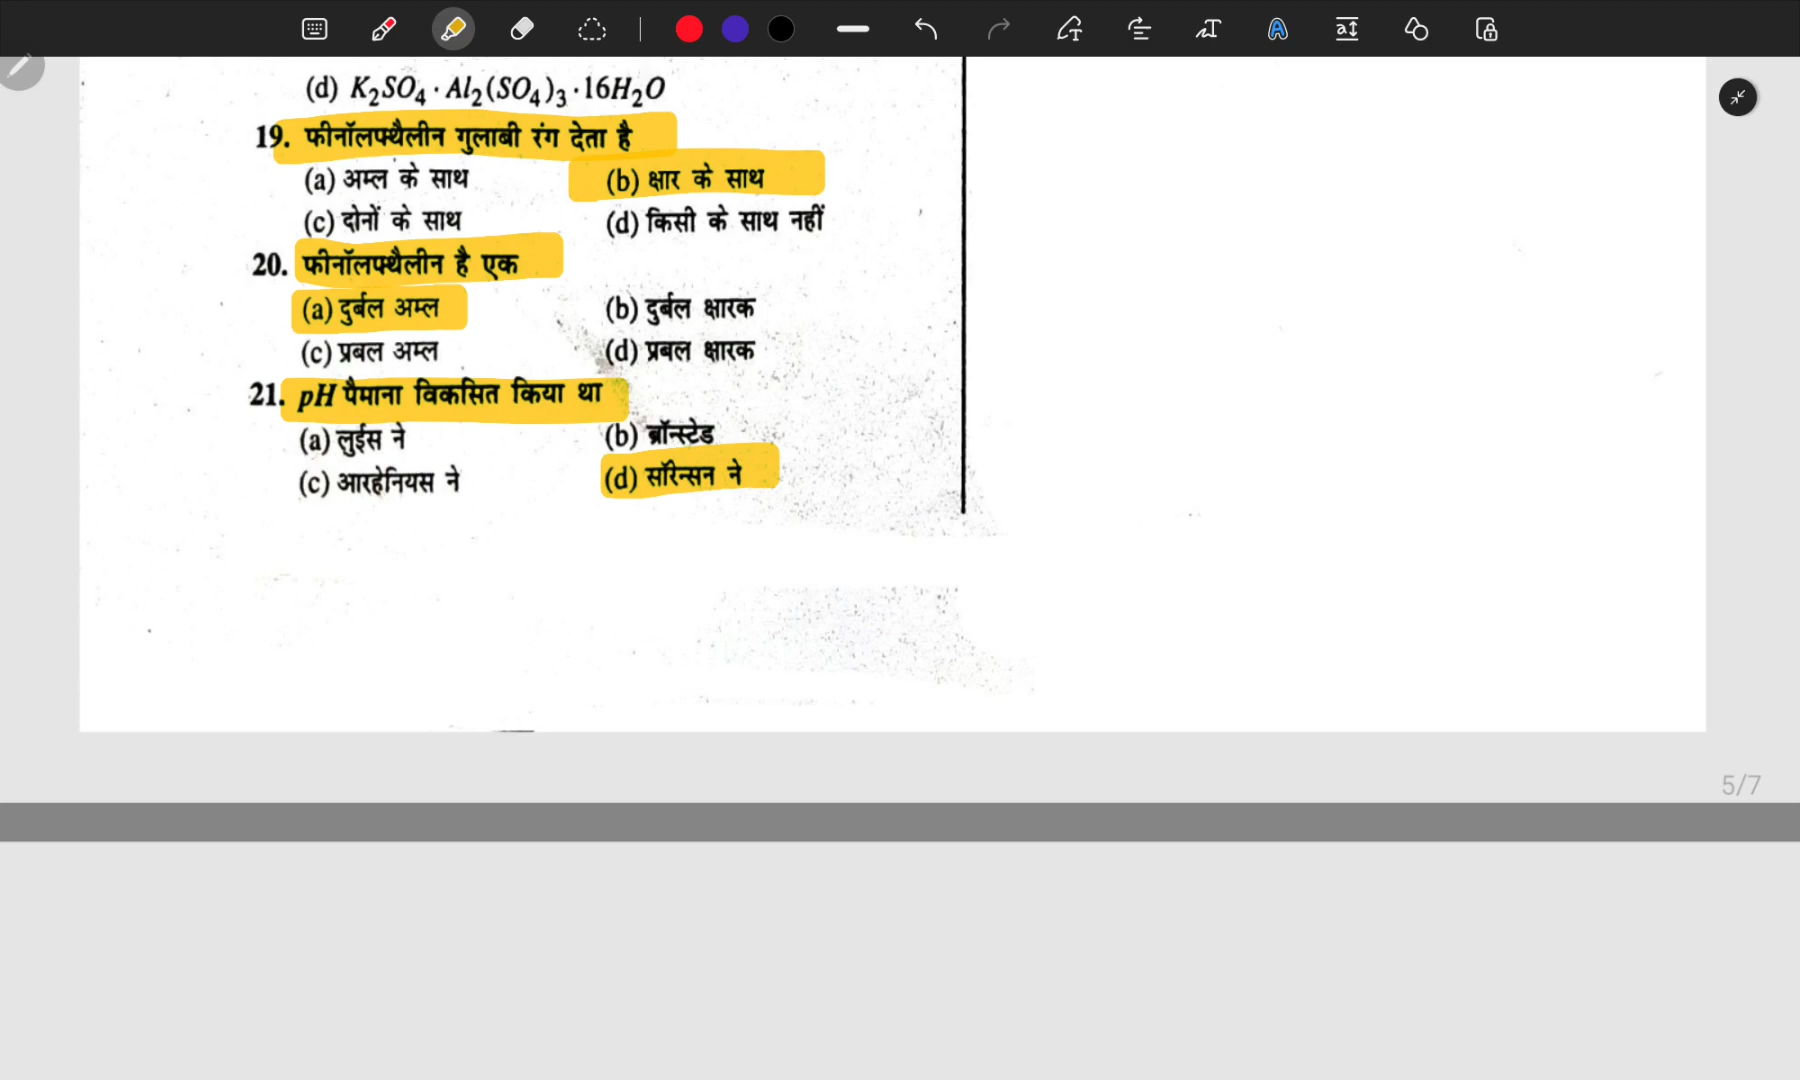 (d) K₂SO₄ · Al₂(SO₄)₃ · 16H₂O
19. फीनॉलफ्थैलीन गुलाबी रंग देता है
(a) अम्ल के साथ (b) क्षार के साथ
(c) दोनों के साथ (d) किसी के साथ नहीं
20. फीनॉलफ्थैलीन है एक
(a) दुर्बल अम्ल (b) दुर्बल क्षारक
(c) प्रबल अम्ल (d) प्रबल क्षारक
21. pH पैमाना विकसित किया था
(a) लुईस ने (b) ब्रॉन्स्टेड
(c) आरहेनियस ने (d) सॉरेन्सन ने
5/7